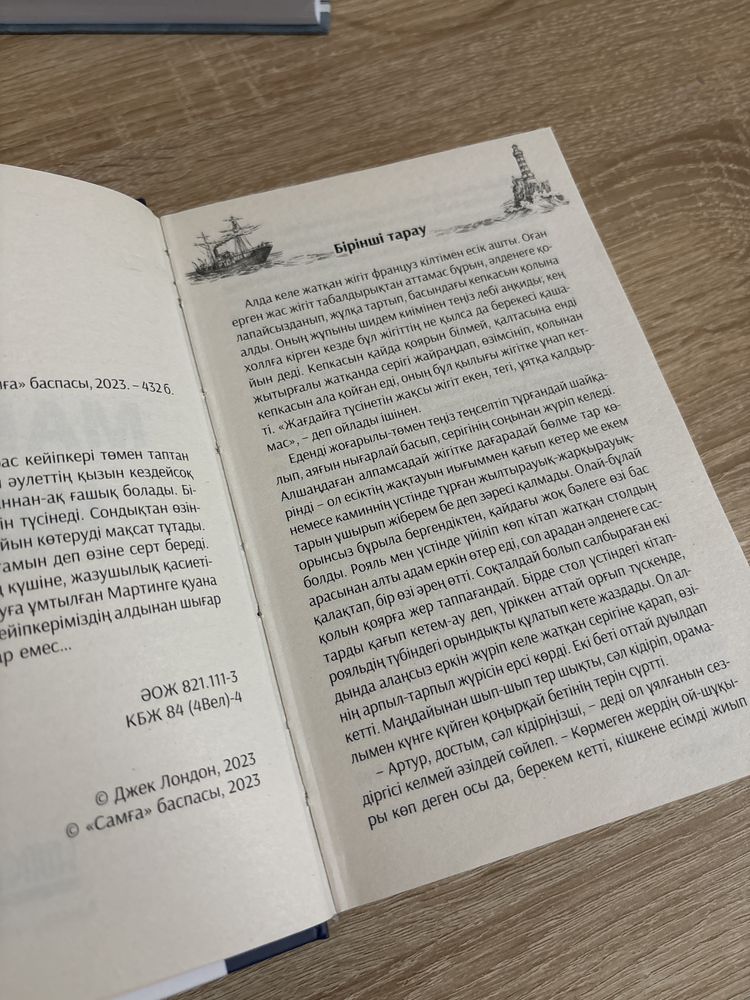 ға» баспасы, 2023. – 432 б.
ас кейіпкері төмен таптан
әулеттің қызын кездейсоқ
аннан-ақ ғашық болады. Бі-
ін түсінеді. Сондықтан өзін-
йын көтеруді мақсат тұтады.
тамын деп өзіне серт береді.
күшіне, жазушылық қасиеті-
уға ұмтылған Мартинге қуана
ейіпкеріміздің алдынан шығар
р емес...
ӘОЖ 821.111-3
КБЖ 84 (4Вел)-4
© Джек Лондон, 2023
© «Самға» баспасы, 2023
Бірінші тарау
Алда келе жатқан жігіт француз кілтімен есік ашты. Оған
ерген жас жігіт табалдырықтан аттамас бұрын, әлденеге қо-
лапайсызданып, жұлқа тартып, басындағы кепкасын қолына
алды. Оның жұпыны шидем киімінен теңіз лебі аңқиды; кең
холлға кірген кезде бұл жігіттің не қылса да берекесі қаша-
йын деді. Кепкасын қайда қоярын білмей, қалтасына енді
жытырғалы жатқанда серігі жайраңдап, өзімсініп, қолынан
кепкасын ала қойған еді, оның бұл қылығы жігітке ұнап кет-
ті. «Жағдайға түсінетін жақсы жігіт екен, тегі, ұятқа қалдыр-
мас», – деп ойлады ішінен.
Еденді жоғарылы-төмен теңіз теңселтіп тұрғандай шайқа-
лып, аяғын нығарлай басып, серігінің соңынан жүріп келеді.
Алшаңдаған алпамсадай жігітке дағарадай бөлме тар кө-
рінді – ол есіктің жақтауын иығыммен қағып кетер ме екем
немесе каминнің үстінде тұрған жылтырауық-жарқырауық-
тарын ұшырып жіберем бе деп зәресі қалмады. Олай-бұлай
орынсыз бұрыла бергендіктен, қайдағы жоқ бәлеге өзі бас
болды. Рояль мен үстінде үйіліп көп кітап жатқан столдың
арасынан алты адам еркін өтер еді, сол арадан әлденеге сас-
қалақтап, бір өзі әрең өтті. Соқталдай болып салбыраған екі
қолын қоярға жер таппағандай. Бірде стол үстіндегі кітап-
тарды қағып кетем-ау деп, үріккен аттай орғып түскенде,
рояльдің түбіндегі орындықты құлатып кете жаздады. Ол ал-
дында алаңсыз еркін жүріп келе жатқан серігіне қарап, өзі-
нің арпыл-тарпыл жүрісін ерсі көрді. Екі беті оттай дуылдап
кетті. Маңдайынан шып-шып тер шықты, сәл кідіріп, орама-
лымен күнге күйген қоңырқай бетінің терін сүртті.
– Артур, достым, сәл кідіріңізші, – деді ол ұялғанын сез-
діргісі келмей әзілдей сөйлеп. – Көрмеген жердің ой-шұқы-
ры көп деген осы да, берекем кетті, кішкене есімді жиып